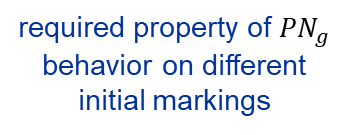 required property of PN_g
behavior on different
initial markings